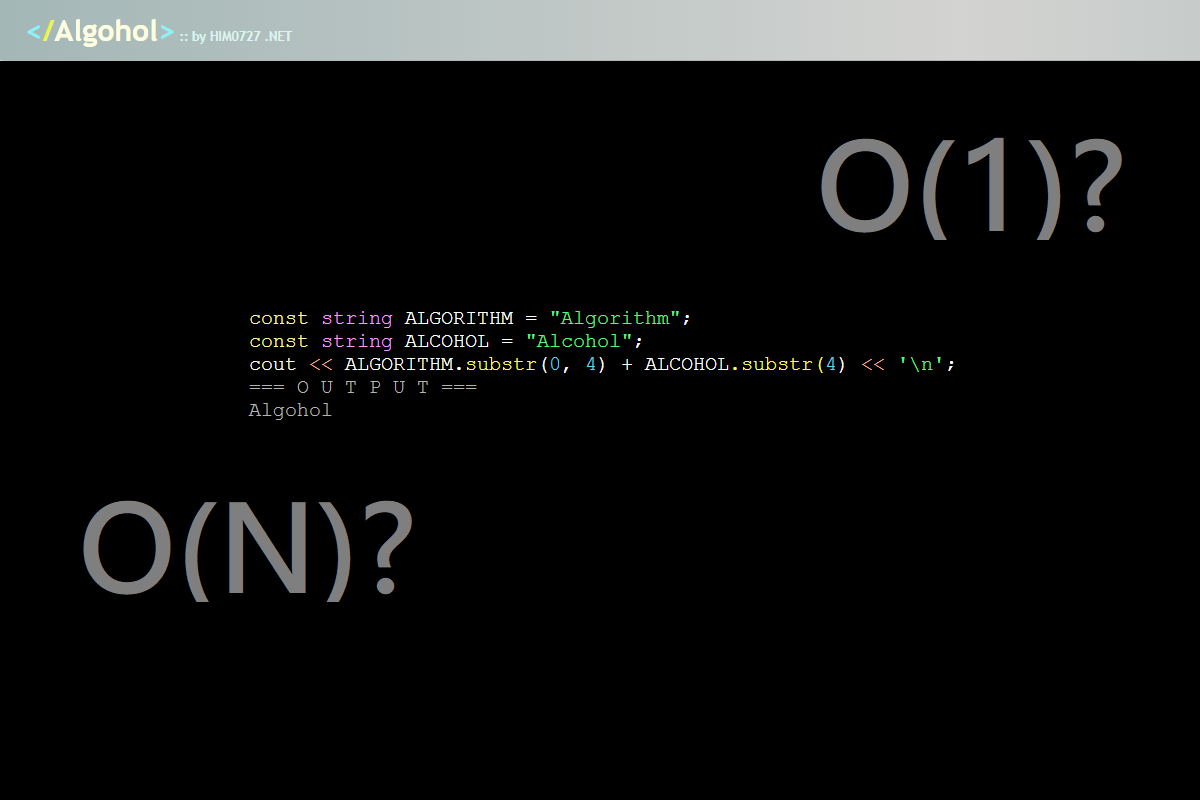 </Algohol> :: by HIM0727 .NET
O(1)?
const string ALGORITHM = "Algorithm";
const string ALCOHOL = "Alcohol";
cout << ALGORITHM.substr(0, 4) + ALCOHOL.substr(4) << '\n';
=== O U T P U T ===
Algohol
O(N)?